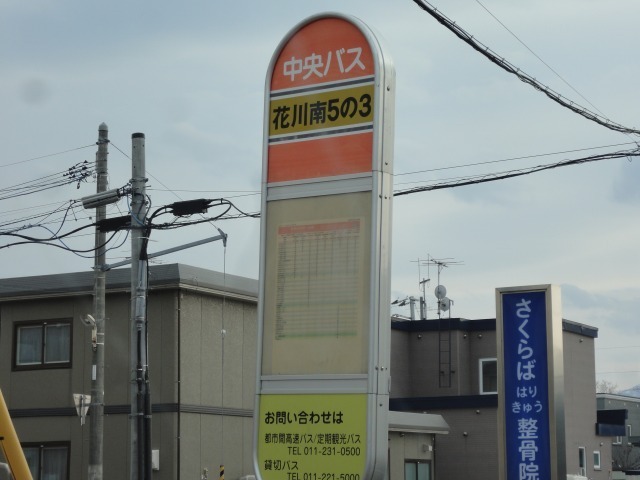 中央バス
花川南5の3
お問い合わせは
都市間高速バス/定期観光バス
TEL 011-231-0500
貸切バス
TEL 011-221-5000
さくらば
はり
きゅう
整骨院